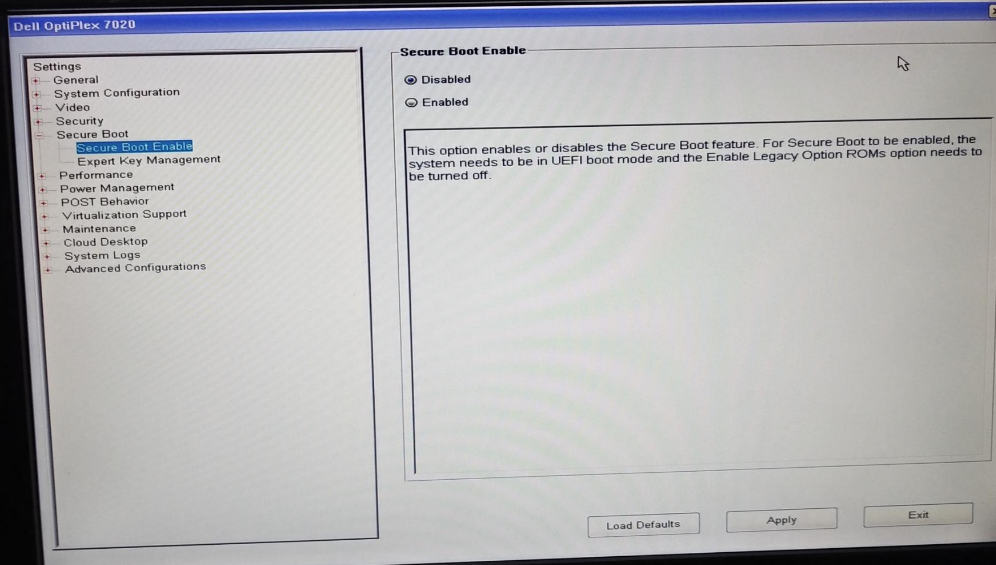 Dell OptiPlex 7020
Settings
General
System Configuration
Video
Security
Secure Boot
Secure Boot Enable
Expert Key Management
Performance
Power Management
POST Behavior
Virtualization Support
Maintenance
Cloud Desktop
System Logs
Advanced Configurations
Secure Boot Enable
Disabled
Enabled
This option enables or disables the Secure Boot feature. For Secure Boot to be enabled, the
system needs to be in UEFI boot mode and the Enable Legacy Option ROMs option needs to
be turned off.
Load Defaults
Apply
Exit